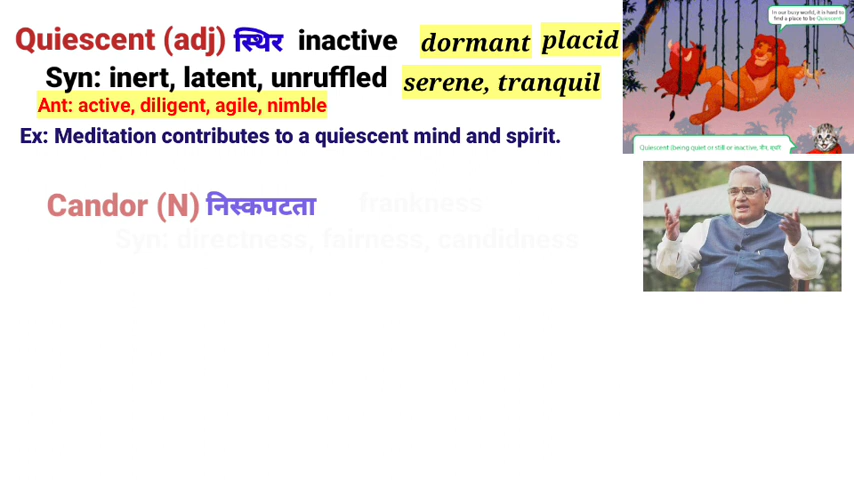 Quiescent (adj) स्थिर inactive dormant placid
Syn: inert, latent, unruffled serene, tranquil
Ant: active, diligent, agile, nimble
Ex: Meditation contributes to a quiescent mind and spirit.
In our busy world, it is hard to
find a place to be Quiescent
Quiescent (being quiet or still or inactive,
Candor (N) निस्कपटता frankness
Syn: directness, fairness, candidness